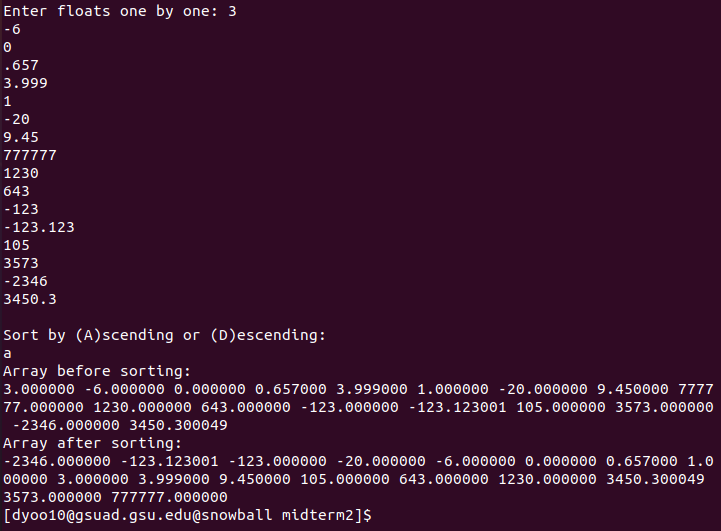 Enter floats one by one: 3
-6
0
.657
3.999
1
-20
9.45
777777
1230
643
-123
-123.123
105
3573
-2346
3450.3

Sort by (A)scending or (D)escending:
a
Array before sorting:
3.000000 -6.000000 0.000000 0.657000 3.999000 1.000000 -20.000000 9.450000 7777
77.000000 1230.000000 643.000000 -123.000000 -123.123001 105.000000 3573.000000
 -2346.000000 3450.300049
Array after sorting:
-2346.000000 -123.123001 -123.000000 -20.000000 -6.000000 0.000000 0.657000 1.0
00000 3.000000 3.999000 9.450000 105.000000 643.000000 1230.000000 3450.300049
3573.000000 777777.000000
[dyoo10@gsuad.gsu.edu@snowball midterm2]$